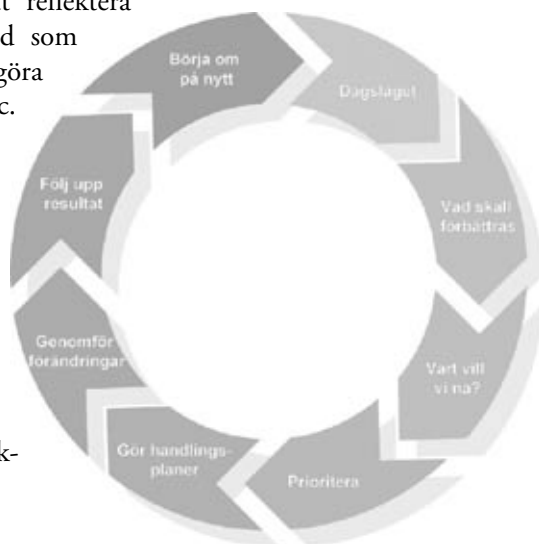 reflektera
d som
göra
c.
k-
Börja om
på nytt
Dagsläget
Vad skall
förbättras
Vart vill
vi nå?
Prioritera
Gör handlings-
planer
Genomför
förändringar
Följ upp
resultat